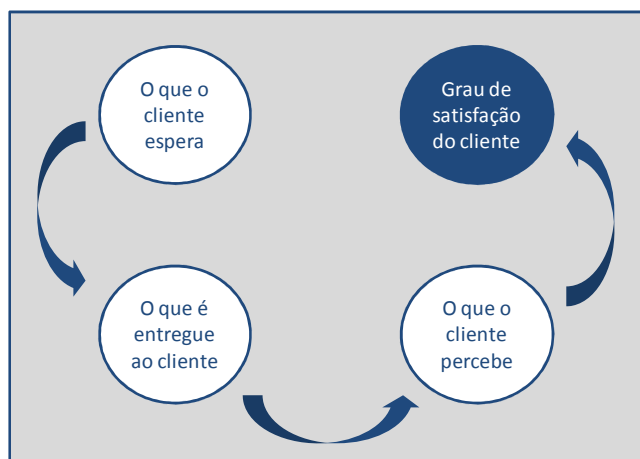 O que o
cliente
espera
Grau de
satisfação
do cliente
O que é
entregue
ao cliente
O que o
cliente
percebe